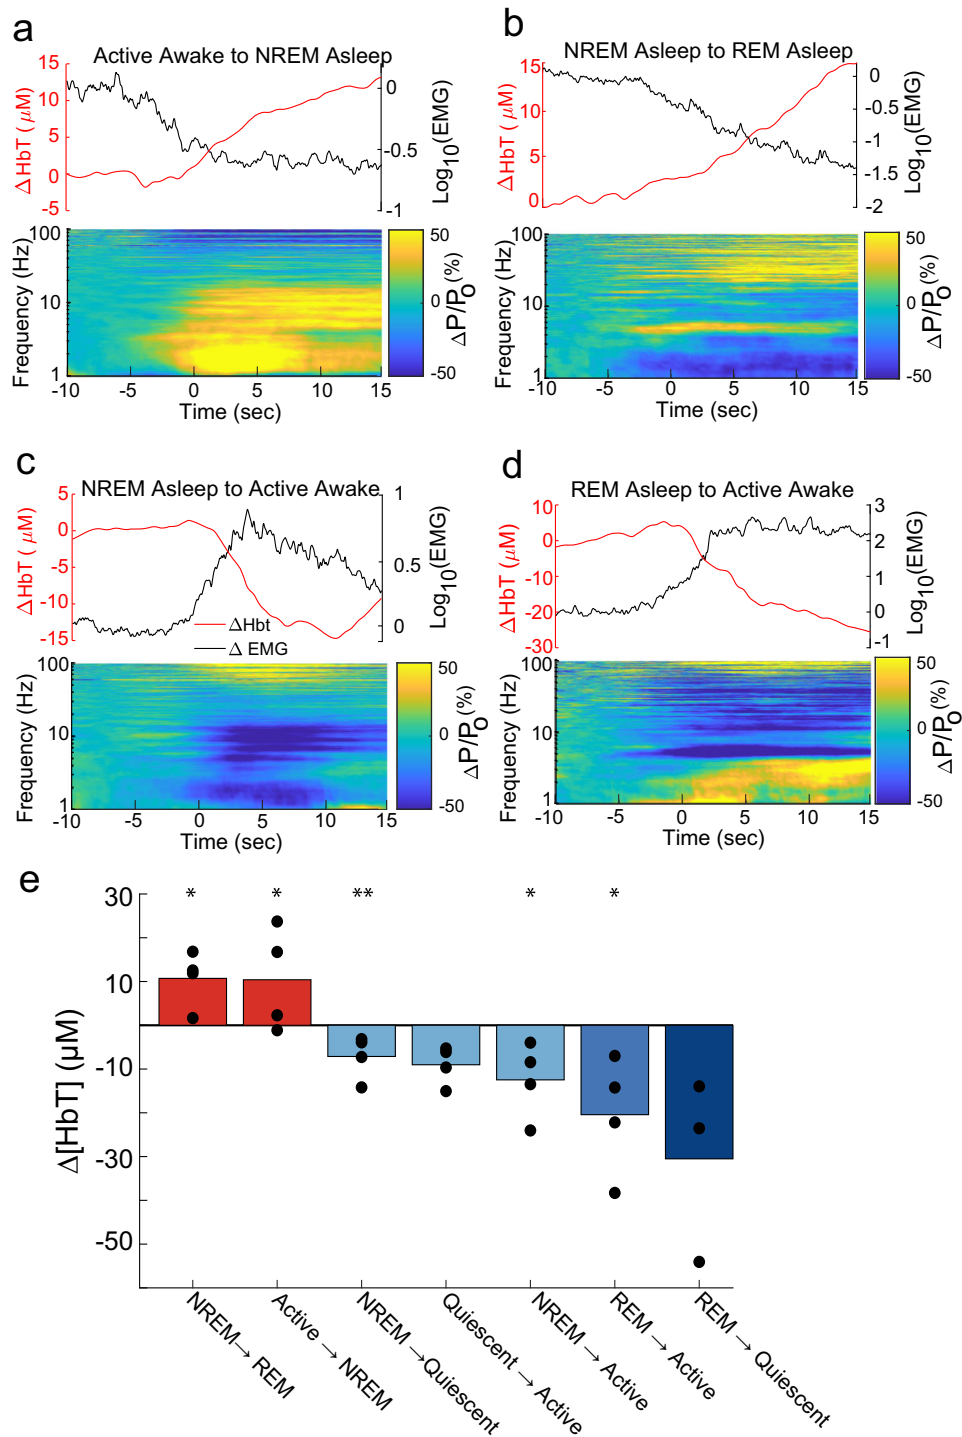 a
Active Awake to NREM Asleep
ΔHbT (μM)
15
10
5
0
-5
0
-0.5
-1
Log10(EMG)
Frequency (Hz)
100
10
1
-10
-5
0
5
10
15
Time (sec)
50
0
-50
ΔP/P0(%)
b
NREM Asleep to REM Asleep
ΔHbT (μM)
15
10
5
0
0
-0.5
-1
-1.5
-2
Log10(EMG)
Frequency (Hz)
100
10
1
-10
-5
0
5
10
15
Time (sec)
50
0
-50
ΔP/P0(%)
c
NREM Asleep to Active Awake
ΔHbT (μM)
5
0
-5
-10
-15
1
0.5
0
Log10(EMG)
ΔHbt
Δ EMG
Frequency (Hz)
100
10
1
-10
-5
0
5
10
15
Time (sec)
50
0
-50
ΔP/P0(%)
d
REM Asleep to Active Awake
ΔHbT (μM)
10
0
-10
-20
-30
3
2
1
0
-1
Log10(EMG)
Frequency (Hz)
100
10
1
-10
-5
0
5
10
15
Time (sec)
50
0
-50
ΔP/P0(%)
e
Δ[HbT] (μM)
30
10
-10
-30
-50
*
*
**
*
*
NREM→ REM
Active → NREM
NREM →Quiescent
Quiescent → Active
NREM → Active
REM → Active
REM → Quiescent